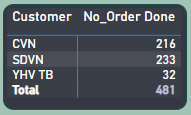 Customer No_Order Done
CVN 216
SDVN 233
YHV TB 32
Total 481